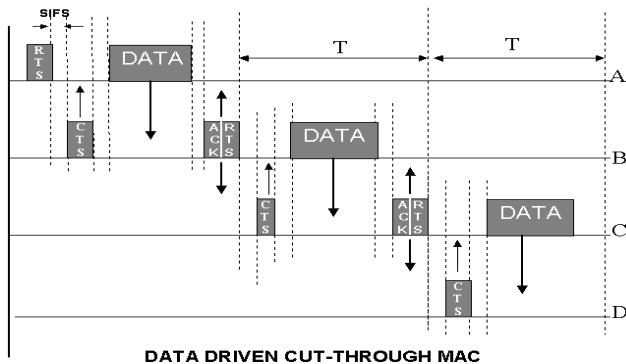 SIFS
RTS
DATA
T
T
A
CTS
ACK RTS
DATA
B
CTS
ACK RTS
DATA
C
CTS
D
DATA DRIVEN CUT-THROUGH MAC